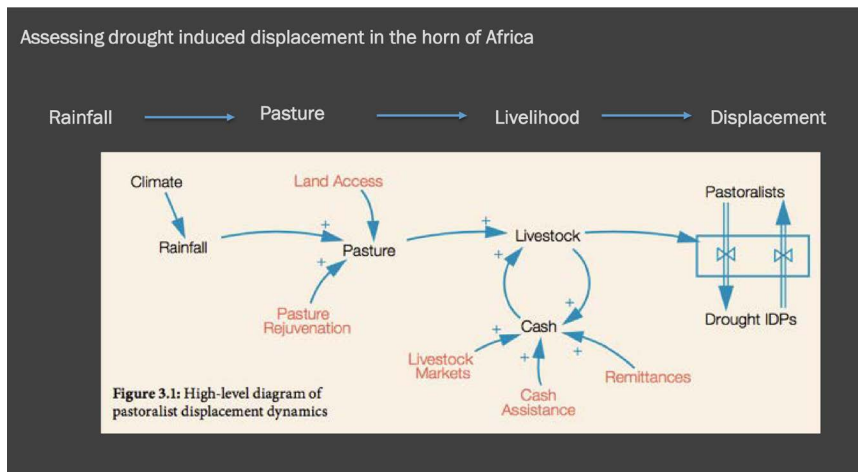 Assessing drought induced displacement in the horn of Africa
Rainfall
Pasture
Livelihood
Displacement
Climate
Land Access
Pastoralists
Rainfall
+
+
Pasture
+
+
Livestock
Pasture
Rejuvenation
+
Cash
+
+
+
Drought IDPs
Livestock
Markets
Remittances
Cash
Assistance
Figure 3.1: High-level diagram of
pastoralist displacement dynamics